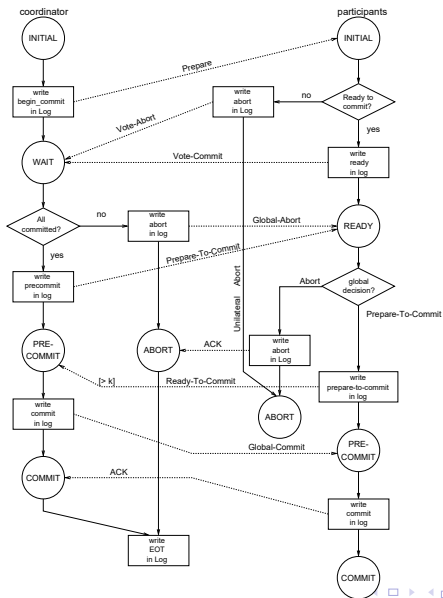 coordinator
participants
INITIAL
INITIAL
Prepare
write
begin_commit
in Log
write
abort
in Log
no
Ready to
commit?
yes
Vote-Abort
WAIT
Vote-Commit
write
ready
in log
All
committed?
no
write
abort
in log
Global-Abort
READY
yes
Prepare-To-Commit
write
precommit
in log
Unilateral Abort
Abort
global
decision?
Prepare-To-Commit
PRE-
COMMIT
ABORT
ACK
write
abort
in Log
[> k]
Ready-To-Commit
write
prepare-to-commit
in log
write
commit
in log
ABORT
Global-Commit
PRE-
COMMIT
COMMIT
ACK
write
commit
in log
write
EOT
in Log
COMMIT